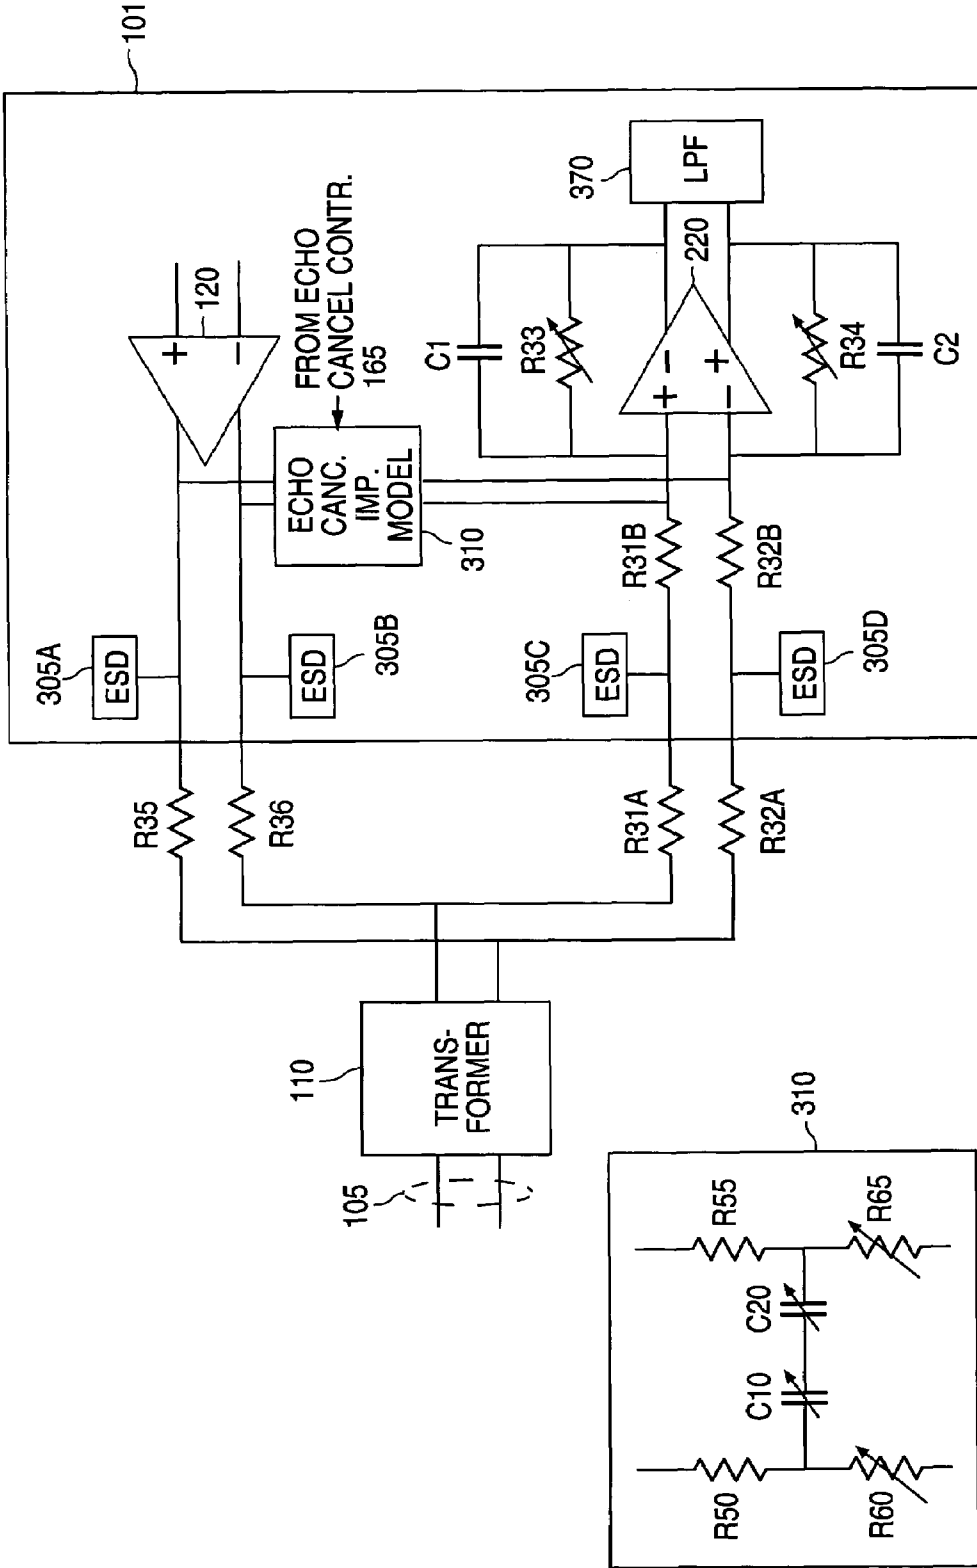 101
120
+
−
FROM ECHO
CANCEL CONTR.
165
ECHO
CANC.
IMP.
MODEL
310
305A
ESD
ESD
305B
R35
R36
370
LPF
C1
R33
220
+ −
− +
R34
C2
R31B
R32B
305C
ESD
ESD
305D
R31A
R32A
110
TRANS-
FORMER
105
310
R50
R55
C10
C20
R60
R65